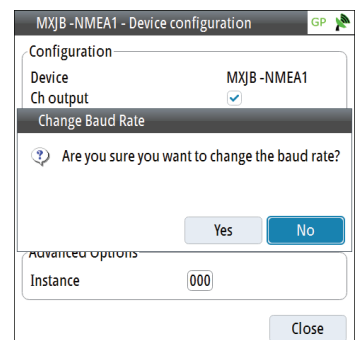 MXJB -NMEA1 - Device configuration GP
Configuration
Device MXJB -NMEA1
Ch output
Change Baud Rate
Are you sure you want to change the baud rate?
Yes No
Advanced Options
Instance 000
Close